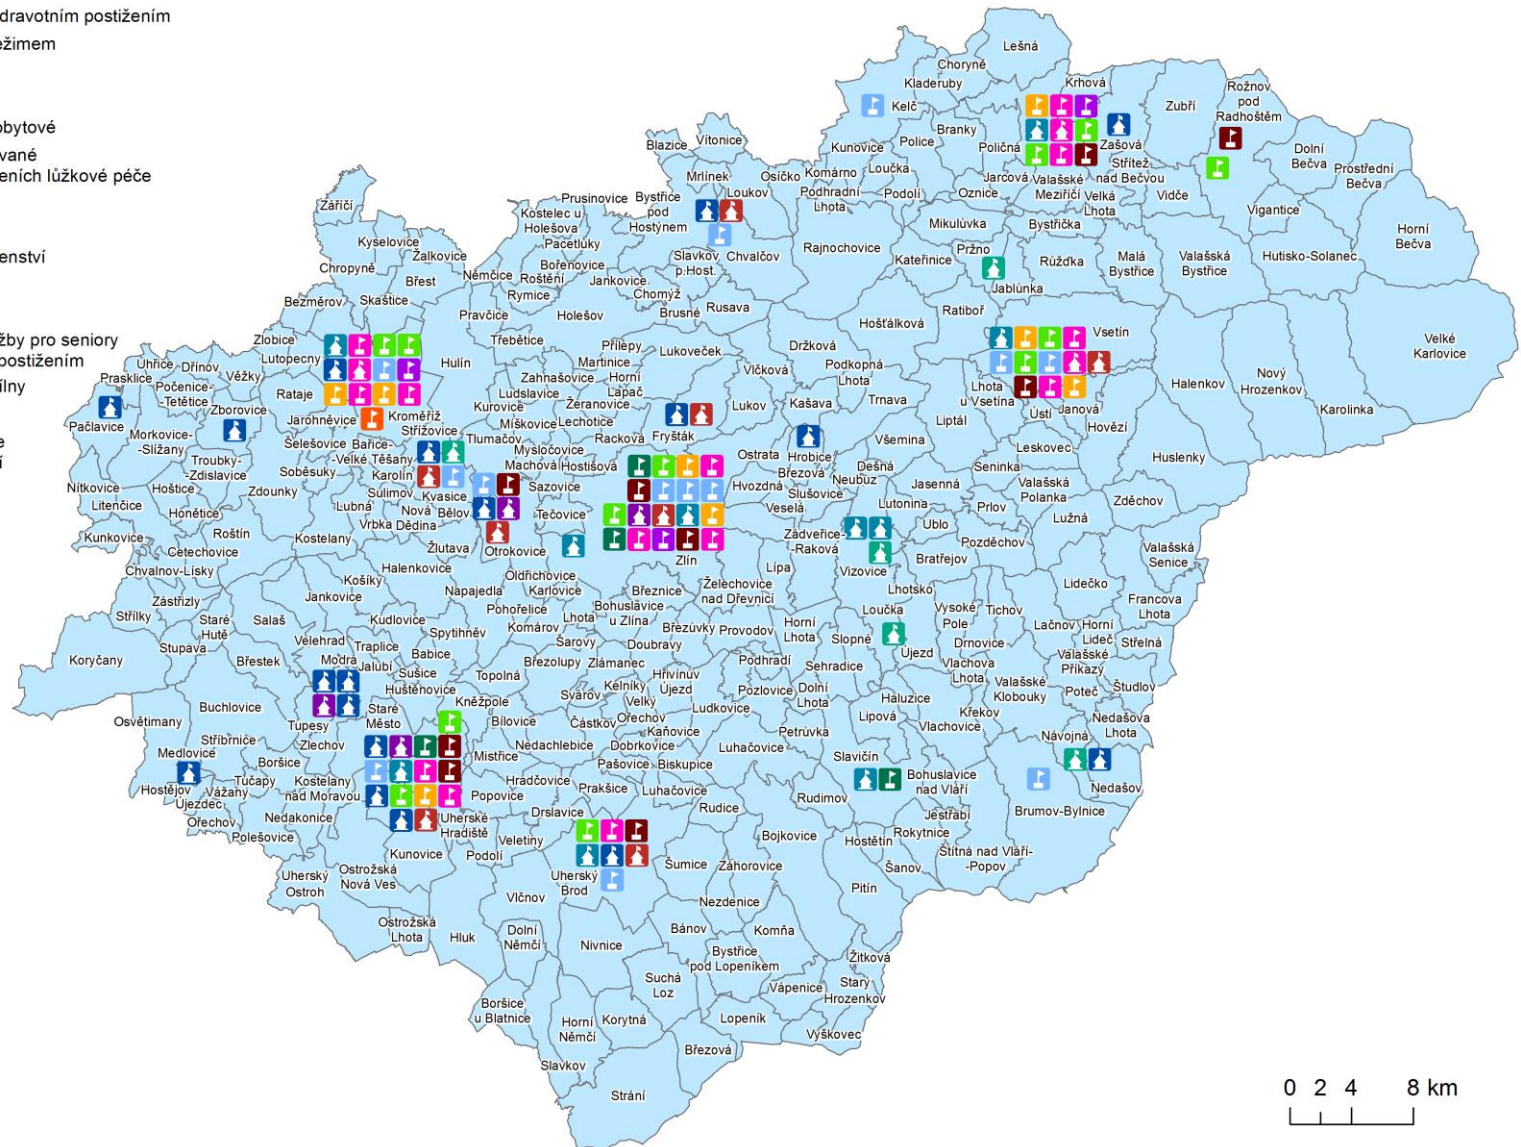 dravotním postižením
ežimem
obytové
vané
eních lůžkové péče
enství
žby pro seniory
postižením
ílny
e
í
Lešná
Choryně
Kladeruby
Krhová
Kelč
Rožnov
pod
Radhoštěm
Zubří
Branky
Police
Poličná
Zašová
Vítonice
Blazice
Kunovice
Dolní
Bečva
Prostřední
Bečva
Střítež
nad Bečvou
Mrlínek
Osíčko
Komárno
Loučka
Jarcová
Valašské
Meziříčí
Velká
Lhota
Vidče
Loukov
Podhradní
Lhota
Podolí
Oznice
Prusinovice
Bystřice
pod
Hostýnem
Vigantice
Záříčí
Kostelec u
Holešova
Mikulůvka
Bystřička
Horní
Bečva
Kyselovice
Pacetluky
Rajnochovice
Pržno
Žalkovice
Slavkov
p.Host.
Chvalčov
Kateřinice
Růžďka
Malá
Bystřice
Valašská
Bystřice
Hutisko-Solanec
Chropyně
Bořenovice
Němčice
Roštění
Jankovice
Břest
Jablůnka
Bezměrov
Skaštice
Rymice
Chomýž
Rusava
Ratiboř
Pravčice
Holešov
Brusné
Hošťálková
Vsetín
Zlobice
Třebětice
Přílepy
Lukoveček
Držková
Velké
Karlovice
Lutopecny
Hulín
Martinice
Podkopná
Lhota
Uhřice
Dřínov
Zahnašovice
Horní
Lapač
Vlčková
Nový
Hrozenkov
Prasklice
Věžky
Počenice-
-Tetětice
Rataje
Ludslavice
Žeranovice
Lhota
u Vsetína
Halenkov
Kurovice
Lukov
Kašava
Trnava
Karolinka
Zborovice
Jarohněvice
Kroměříž
Míškovice
Lechotice
Ústí
Janová
Pačlavice
Střížovice
Racková
Fryšták
Liptál
Hovězí
Morkovice-
-Slížany
Šelešovice
Bařice-
-Velké Těšany
Tlumačov
Mysločovice
Všemina
Leskovec
Ostrata
Hrobice
Huslenky
Troubky-
-Zdislavice
Soběsuky
Karolín
Machová
Hostišová
Březová
Dešná
Neubuz
Seninka
Nítkovice
Hoštice
Zdounky
Sulimov
Kvasice
Sazovice
Hvozdná
Slušovice
Jasenná
Valašská
Polanka
Litenčice
Honětice
Lubná
Nová
Dědina
Bělov
Tečovice
Veselá
Lutonina
Prlov
Zděchov
Kunkovice
Roštín
Vrbka
Kostelany
Zádveřice-
-Raková
Ublo
Lužná
Cetechovice
Žlutava
Otrokovice
Zlín
Bratřejov
Pozděchov
Valašská
Senice
Chvalnov-Lísky
Halenkovice
Lípa
Vizovice
Košíky
Oldřichovice
Karlovice
Lidečko
Zástřizly
Jankovice
Napajedla
Březnice
Želechovice
nad Dřevnicí
Lhotsko
Střílky
Staré
Hutě
Salaš
Kudlovice
Pohořelice
Lhota
Bohuslavice
u Zlína
Loučka
Vysoké
Pole
Tichov
Francova
Lhota
Stupava
Velehrad
Traplice
Spytihněv
Komárov
Šarovy
Březůvky
Provodov
Horní
Lhota
Slopné
Drnovice
Lačnov
Horní
Lideč
Střelná
Koryčany
Břestek
Modrá
Jalubí
Babice
Doubravy
Újezd
Valašské
Příkazy
Sušice
Březolupy
Zlámanec
Podhradí
Sehradice
Vlachova
Lhota
Huštěnovice
Topolná
Hřivínův
Újezd
Valašské
Klobouky
Študlov
Kelníky
Pozlovice
Dolní
Lhota
Poteč
Buchlovice
Kněžpole
Svárov
Velký
Ořechov
Ludkovice
Haluzice
Křekov
Osvětimany
Staré
Město
Bílovice
Částkov
Lipová
Vlachovice
Nedašova
Lhota
Tupesy
Kaňovice
Petrůvka
Stříbrnice
Zlechov
Nedachlebice
Dobrkovice
Luhačovice
Návojná
Medlovice
Boršice
Mistřice
Pašovice
Biskupice
Slavičín
Hostějov
Tučapy
Kostelany
nad Moravou
Hradčovice
Prakšice
Luhačovice
Bohuslavice
nad Vláří
Nedašov
Újezdec
Vážany
Popovice
Rudimov
Ořechov
Nedakonice
Uherské
Hradiště
Drslavice
Rudice
Jestřabí
Brumov-Bylnice
Polešovice
Veletiny
Bojkovice
Hostětín
Rokytnice
Kunovice
Podolí
Štítná nad Vláří-
-Popov
Uherský
Ostroh
Ostrožská
Nová Ves
Uherský
Brod
Šumice
Záhorovice
Šanov
Vlčnov
Pitín
Nezdenice
Ostrožská
Lhota
Hluk
Dolní
Němčí
Nivnice
Bánov
Komňa
Bystřice
pod Lopeníkem
Žítková
Suchá
Loz
Vápenice
Starý
Hrozenkov
Boršice
u Blatnice
Horní
Němčí
Korytná
Lopeník
Vyškovec
Březová
Slavkov
Strání
0 2 4 8 km